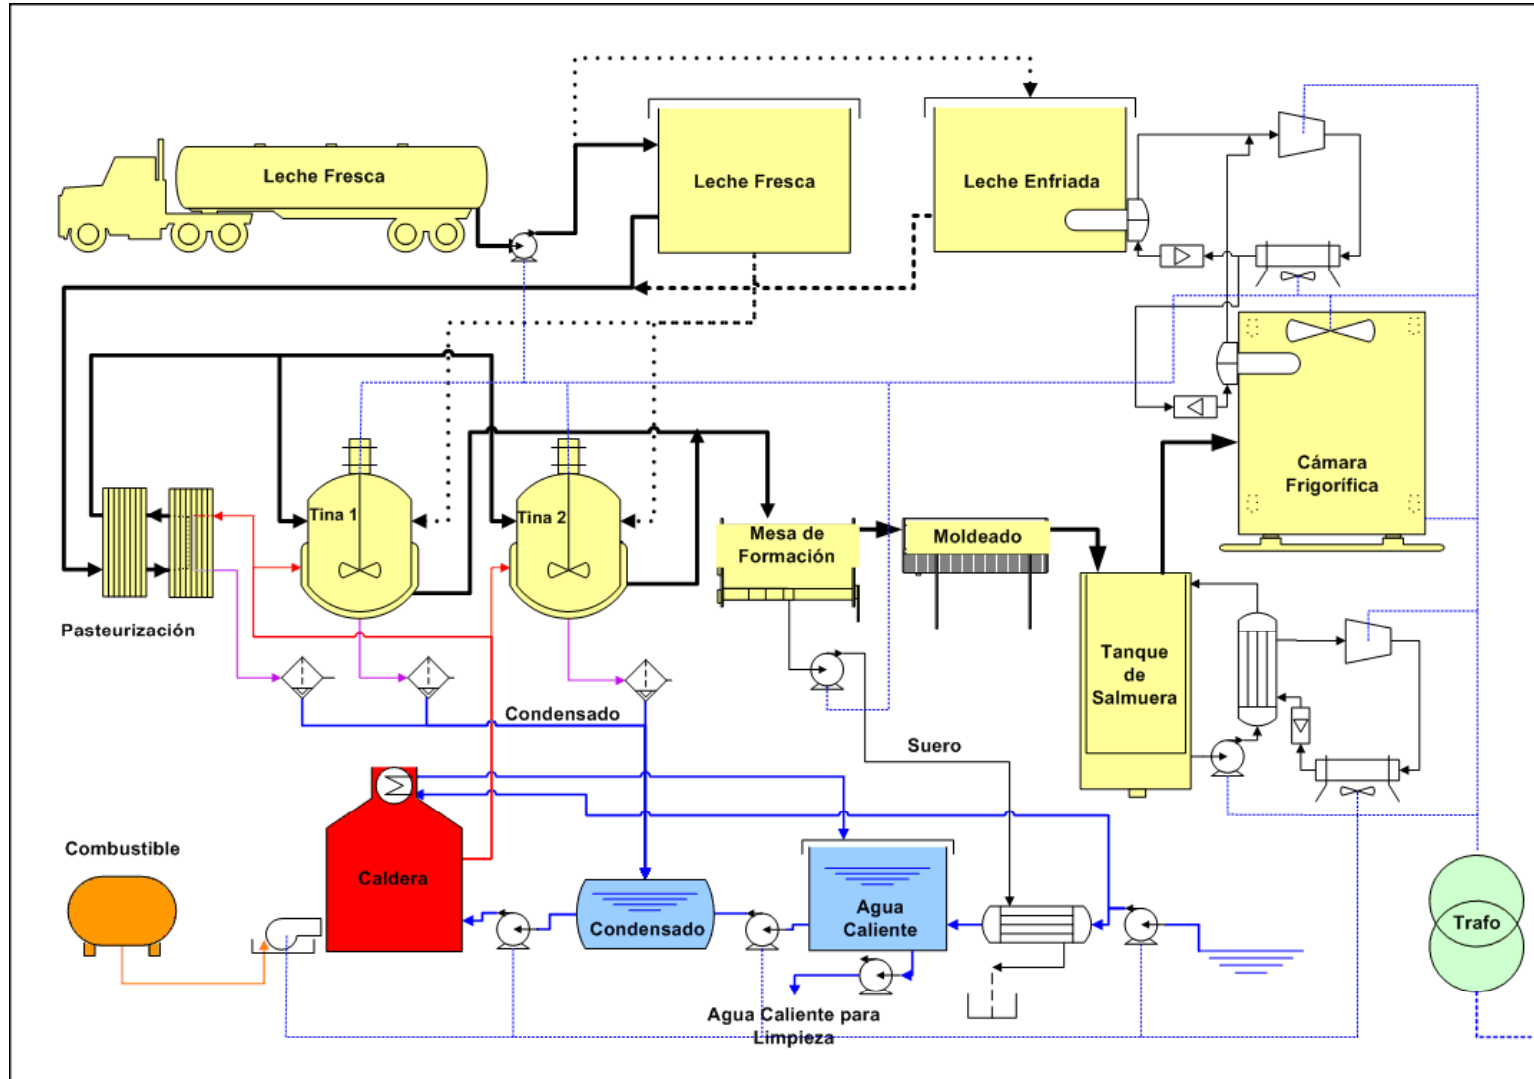 Leche Fresca
Leche Fresca
Leche Enfriada
Tina 1
Tina 2
Cámara
Frigorífica
Mesa de
Formación
Moldeado
Pasteurización
Tanque
de
Salmuera
Condensado
Suero
Combustible
Caldera
Condensado
Agua
Caliente
Trafo
Agua Caliente para
Limpieza